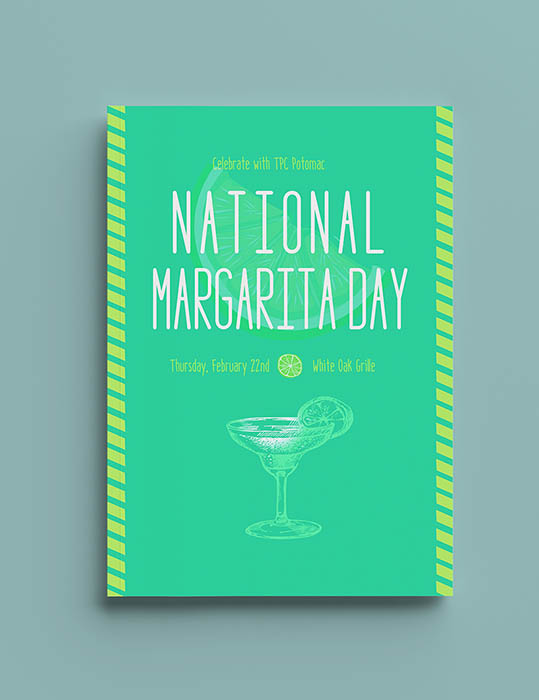 Celebrate with TPC Potomac
NATIONAL
MARGARITA DAY
Thursday, February 22nd White Oak Grille